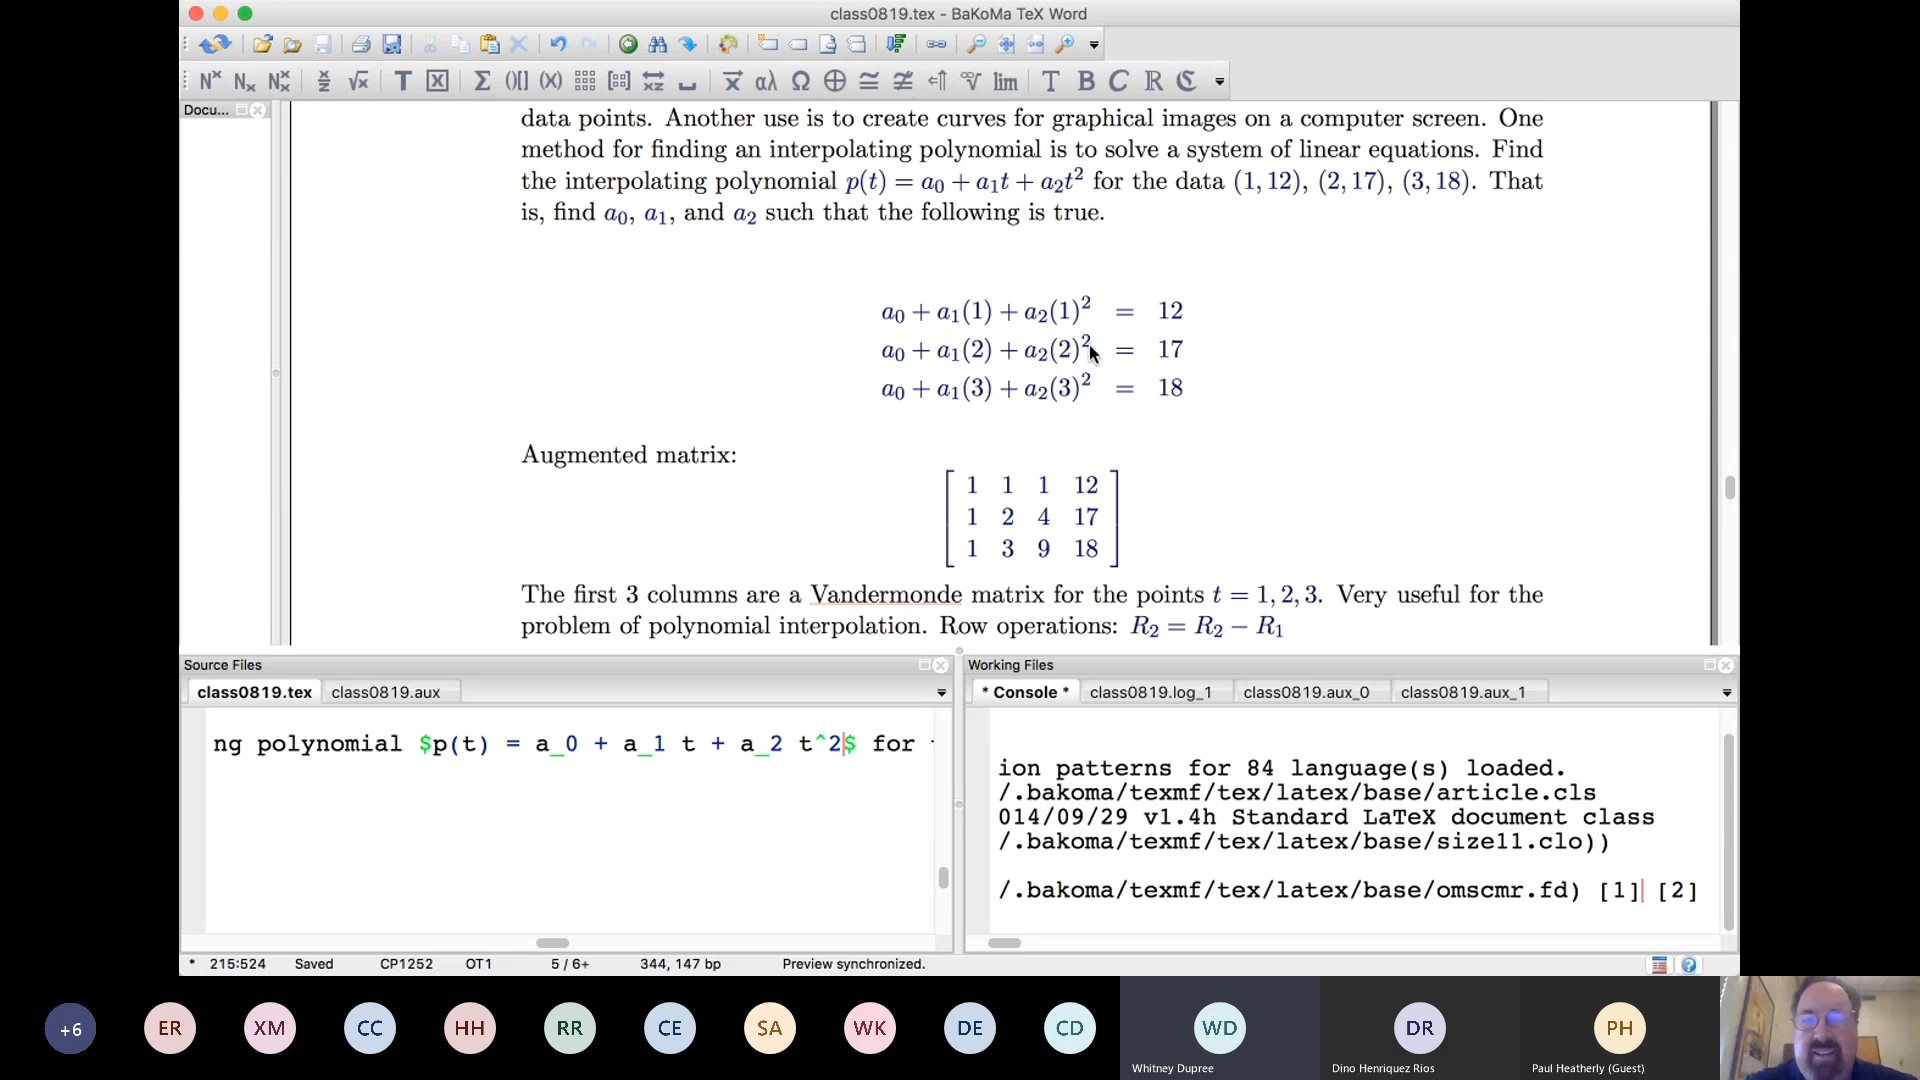 class0819.tex - BaKoMa TeX Word
Docu...
data points. Another use is to create curves for graphical images on a computer screen. One
method for finding an interpolating polynomial is to solve a system of linear equations. Find
the interpolating polynomial p(t) = a₀ + a₁t + a₂t² for the data (1, 12), (2, 17), (3, 18). That
is, find a₀, a₁, and a₂ such that the following is true.
a₀ + a₁(1) + a₂(1)² = 12
a₀ + a₁(2) + a₂(2)² = 17
a₀ + a₁(3) + a₂(3)² = 18
Augmented matrix:
1 1 1 12
1 2 4 17
1 3 9 18
The first 3 columns are a Vandermonde matrix for the points t = 1, 2, 3. Very useful for the
problem of polynomial interpolation. Row operations: R₂ = R₂ − R₁
Source Files
class0819.tex class0819.aux
ng polynomial $p(t) = a_0 + a_1 t + a_2 t^2$ for
Working Files
* Console * class0819.log_1 class0819.aux_0 class0819.aux_1
ion patterns for 84 language(s) loaded.
/.bakoma/texmf/tex/latex/base/article.cls
014/09/29 v1.4h Standard LaTeX document class
/.bakoma/texmf/tex/latex/base/size11.clo))
/.bakoma/texmf/tex/latex/base/omscmr.fd) [1] [2]
* 215:524 Saved CP1252 OT1 5 / 6+ 344, 147 bp Preview synchronized.
+6 ER XM CC HH RR CE SA WK DE CD WD DR PH
Whitney Dupree Dino Henriquez Rios Paul Heatherly (Guest)